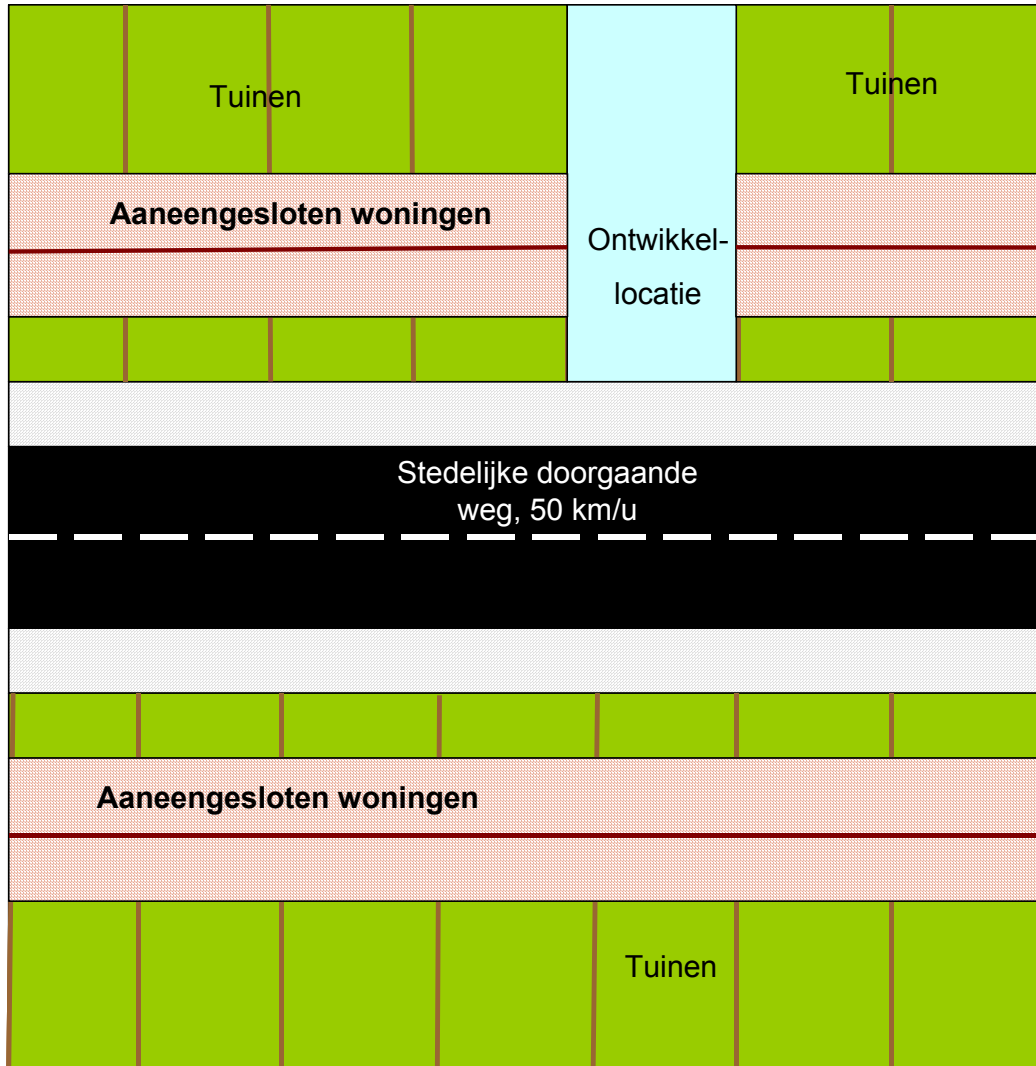 Tuinen
Tuinen
Aaneengesloten woningen
Ontwikkel-
locatie
Stedelijke doorgaande
weg, 50 km/u
Aaneengesloten woningen
Tuinen